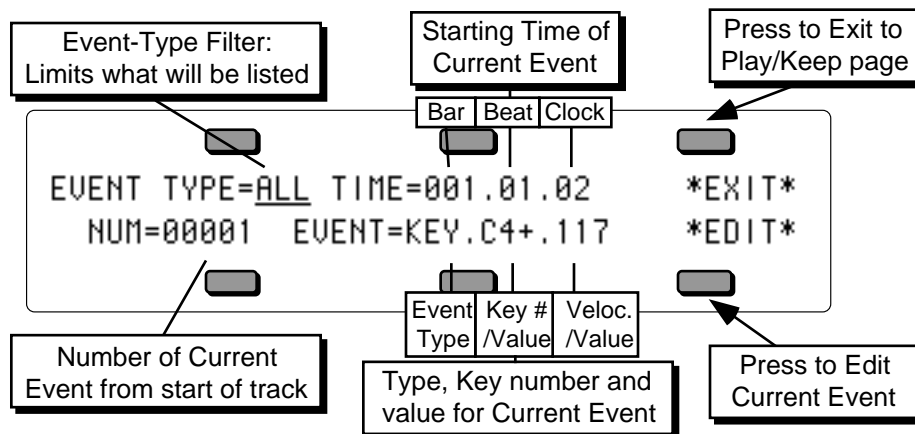 Event-Type Filter:
Limits what will be listed
Starting Time of
Current Event
Press to Exit to
Play/Keep page
Bar Beat Clock
EVENT TYPE=ALL TIME=001.01.02 *EXIT*
NUM=00001 EVENT=KEY.C4+.117 *EDIT*
Event
Type
Key #
/Value
Veloc.
/Value
Number of Current
Event from start of track
Type, Key number and
value for Current Event
Press to Edit
Current Event